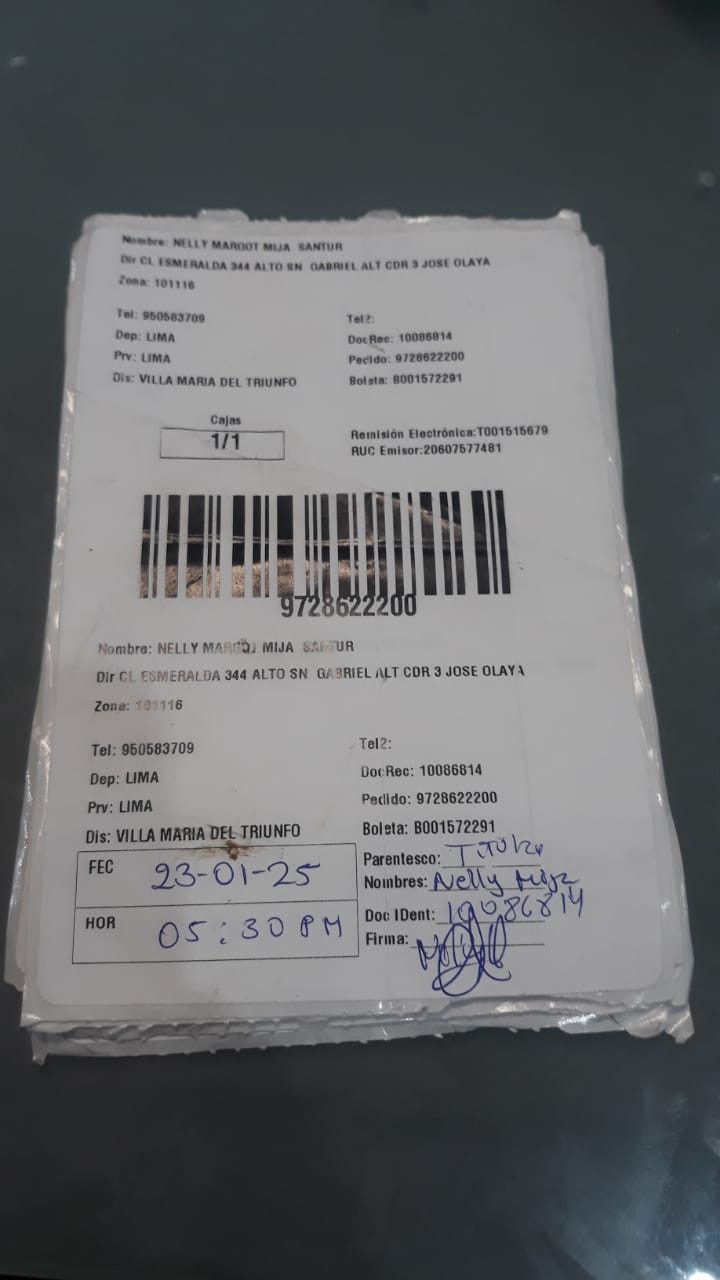 Nombre: NELLY MARGOT MIJA SANTUR
Dir CL ESMERALDA 344 ALTO SN GABRIEL ALT CDR 3 JOSE OLAYA
Zona: 101116
Tel: 950583709 Tel2:
Dep: LIMA DocRec: 10086814
Prv: LIMA Pedido: 9728622200
Dis: VILLA MARIA DEL TRIUNFO Boleta: B001572291
Cajas
1/1
Remisión Electrónica:T001515679
RUC Emisor:20607577481
9728622200
Nombre: NELLY MARGOT MIJA SANTUR
Dir CL ESMERALDA 344 ALTO SN GABRIEL ALT CDR 3 JOSE OLAYA
Zona: 101116
Tel: 950583709 Tel2:
Dep: LIMA DocRec: 10086814
Prv: LIMA Pedido: 9728622200
Dis: VILLA MARIA DEL TRIUNFO Boleta: B001572291
FEC 23-01-25
HOR 05:30 PM
Parentesco: Titular
Nombres: Nelly Mija
Doc IDent: 10086814
Firma: